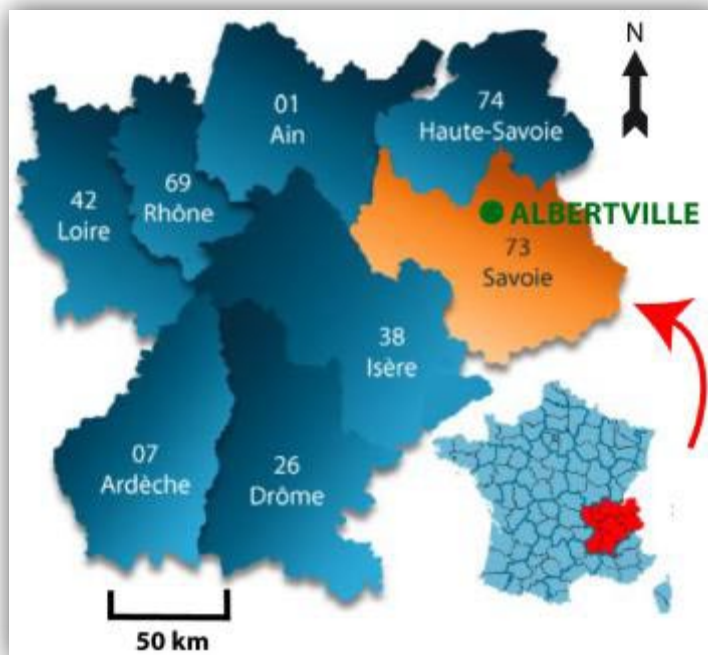 N
01
Ain
74
Haute-Savoie
42
Loire
69
Rhône
ALBERTVILLE
73
Savoie
38
Isère
07
Ardèche
26
Drôme
50 km